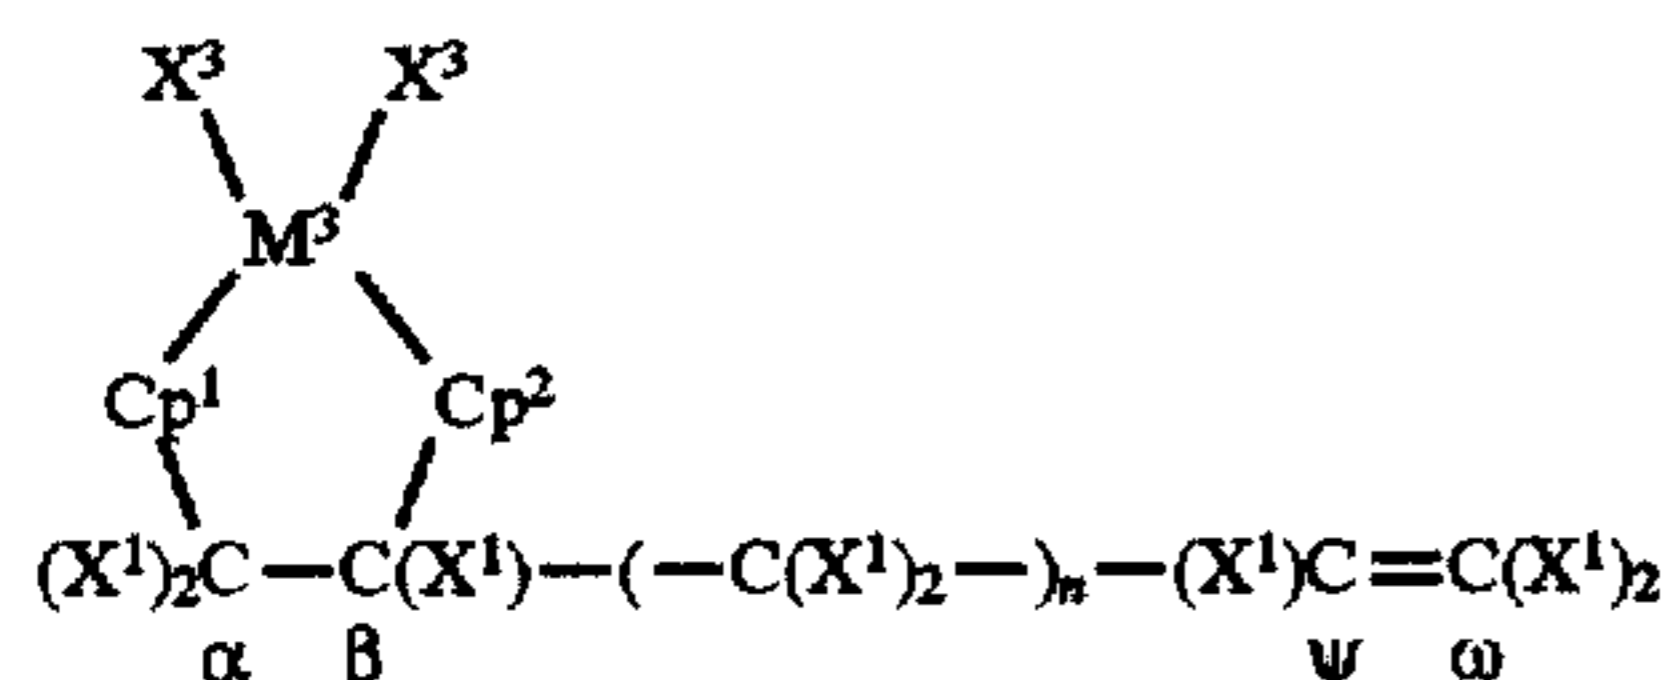 X³ X³
M³
Cp¹ Cp²
(X¹)₂C—C(X¹)—(—C(X¹)₂—)ₙ—(X¹)C=C(X¹)₂
α β ψ ω